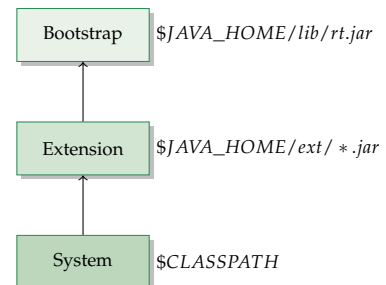 Bootstrap $JAVA_HOME/lib/rt.jar
Extension $JAVA_HOME/ext/*.jar
System $CLASSPATH